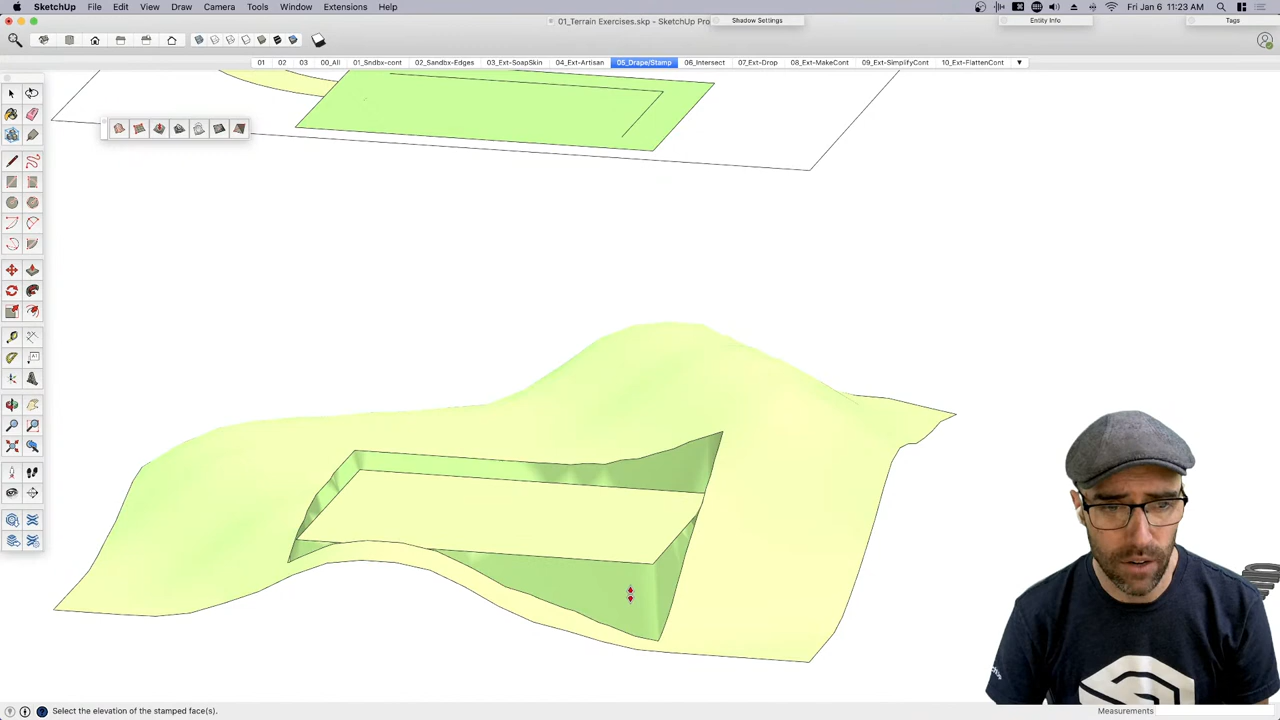 SketchUp File Edit View Draw Camera Tools Window Extensions Help Fri Jan 6 11:23 AM
01_Terrain Exercises.skp - SketchUp Pro Shadow Settings Entity Info Tags
01 02 03 00_All 01_Sndbx-cont 02_Sandbx-Edges 03_Ext-SoapSkin 04_Ext-Artisan 05_Drape/Stamp 06_Intersect 07_Ext-Drop 08_Ext-MakeCont 09_Ext-SimplifyCont 10_Ext-FlattenCont
Select the elevation of the stamped face(s). Measurements